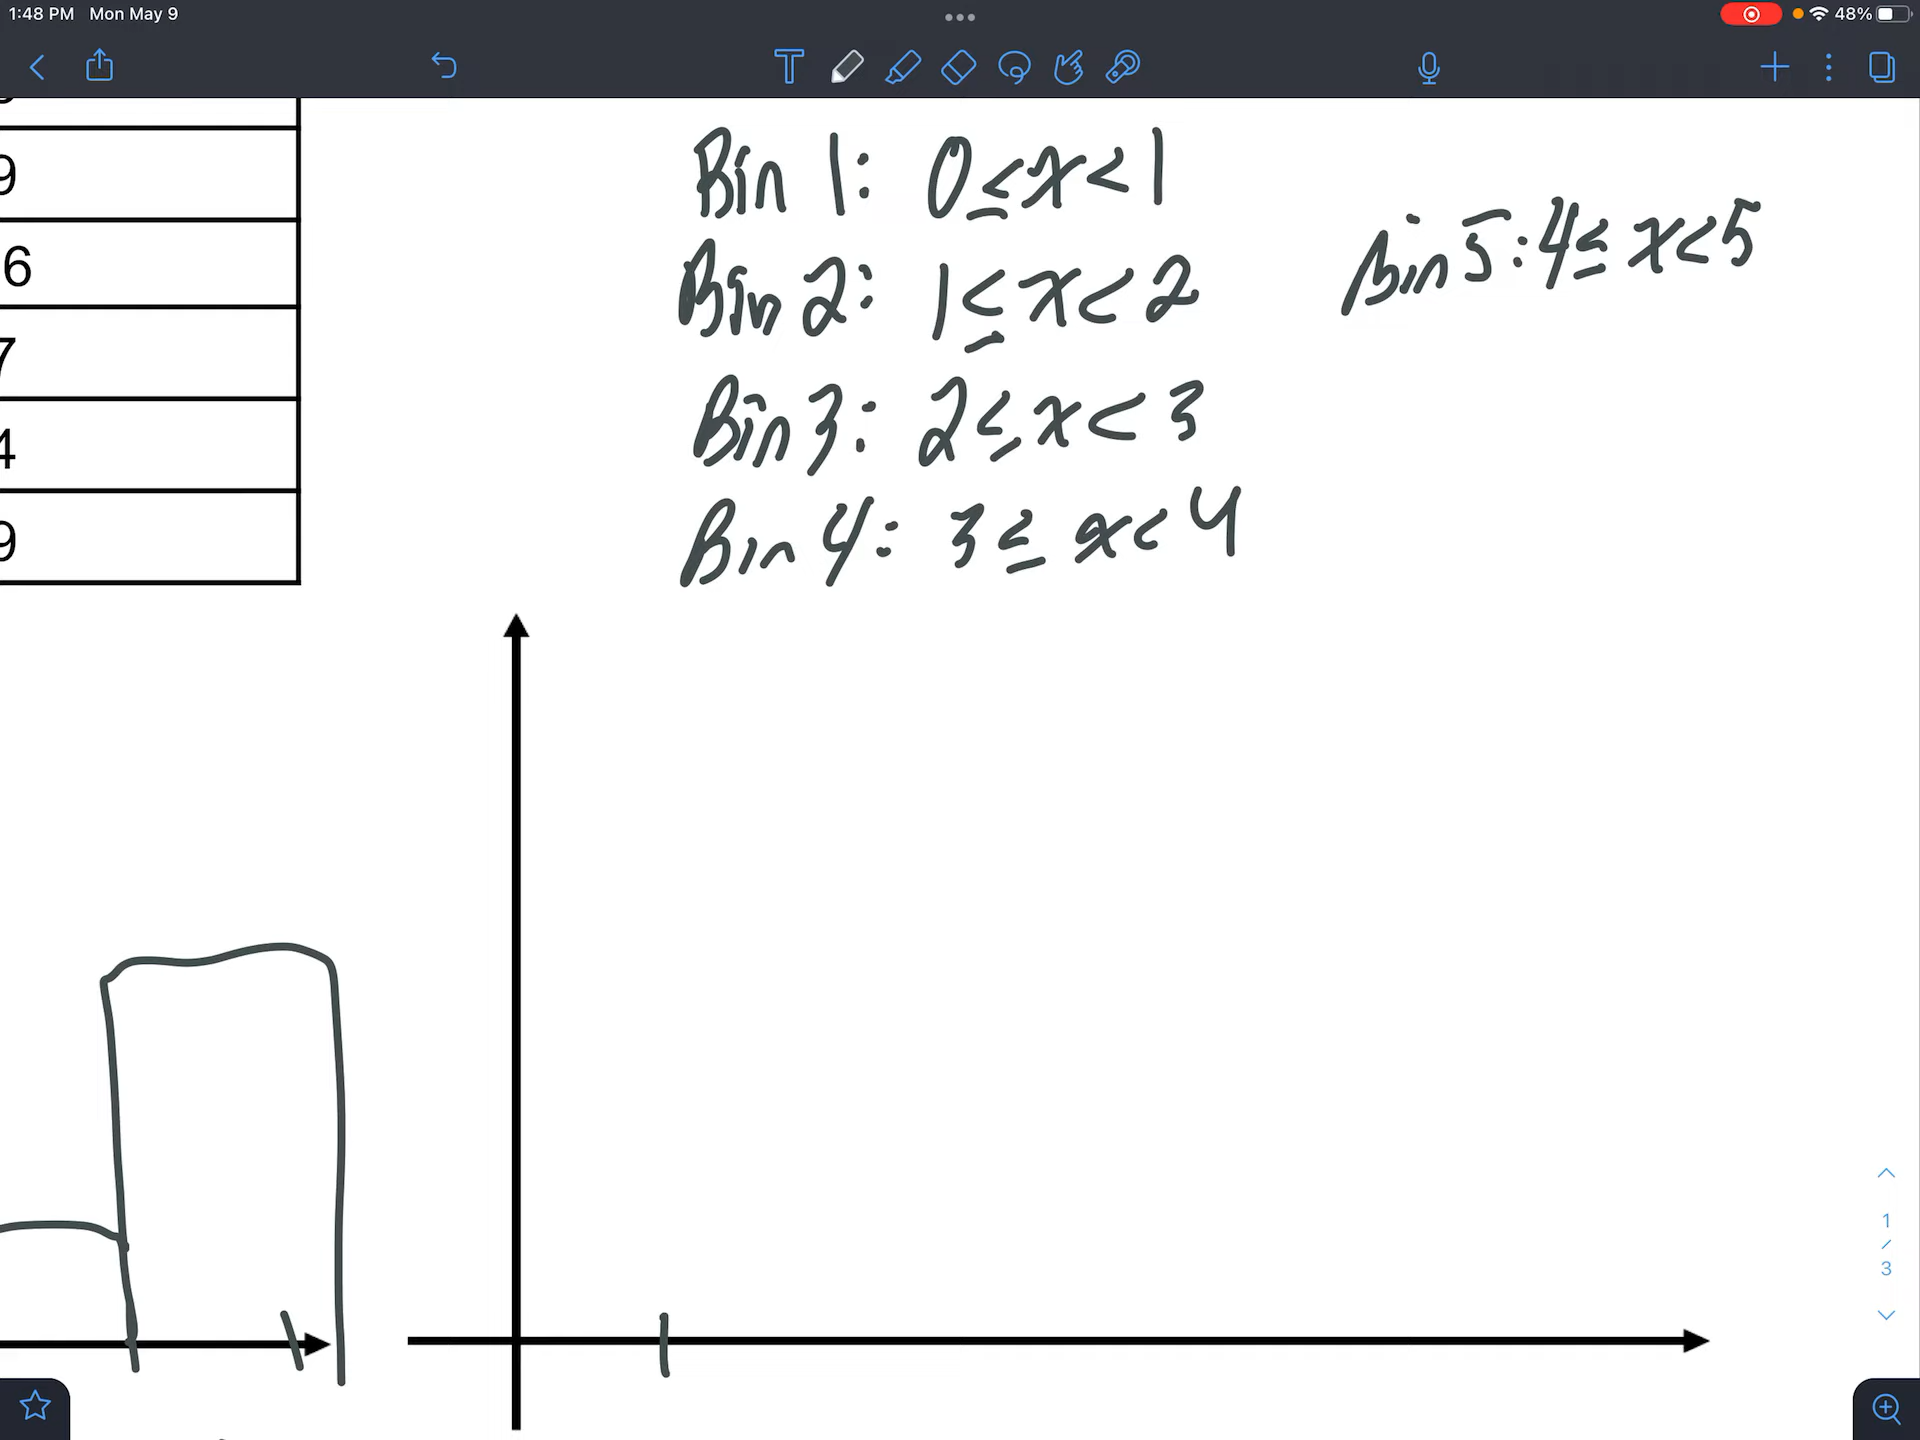 1:48 PM Mon May 9
48%
9
6
7
4
9
Bin 1: 0≤x<1
Bin 2: 1≤x<2
Bin 3: 2≤x<3
Bin 4: 3≤x<4
Bin 5: 4≤x<5
1
/
3